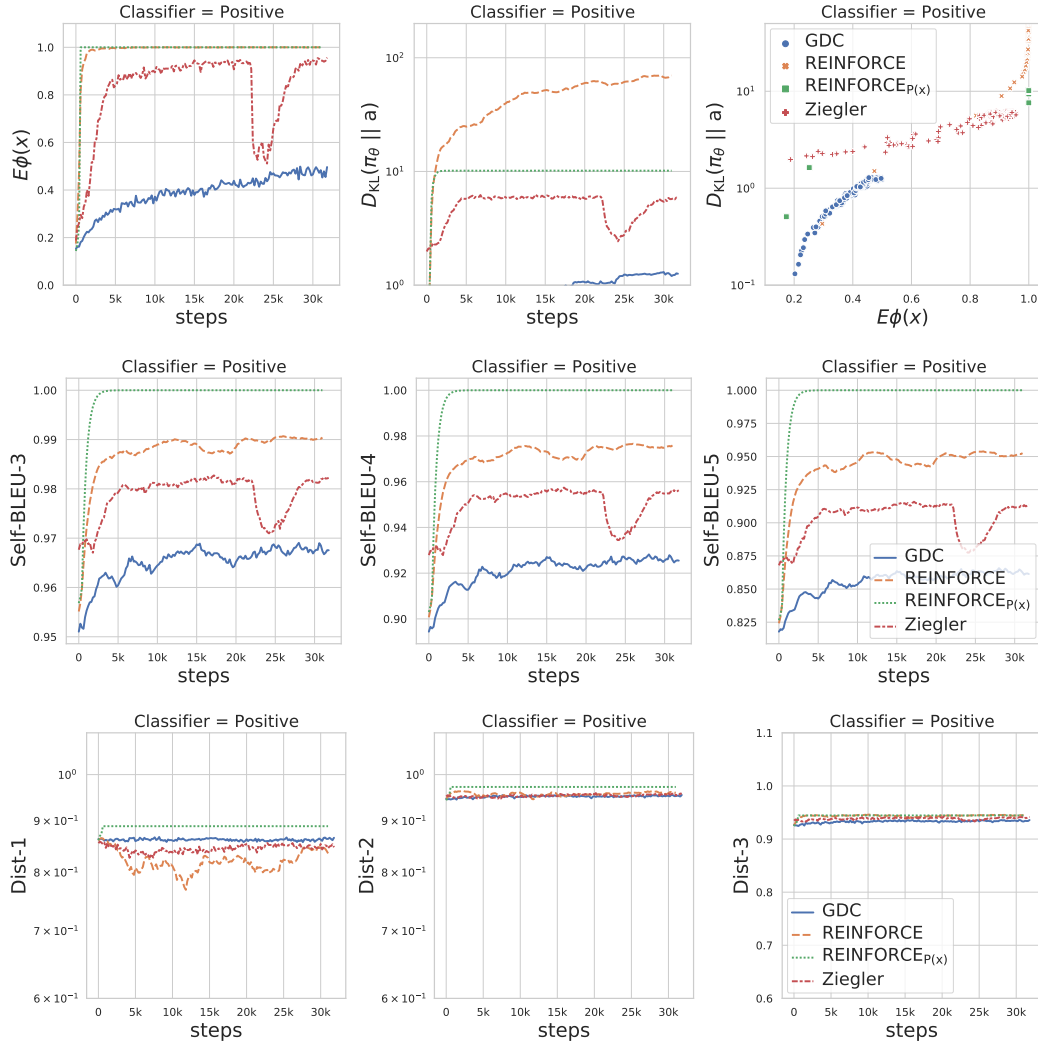 Classifier = Positive
Eϕ(x)
1.0
0.8
0.6
0.4
0.2
0.0
0 5k 10k 15k 20k 25k 30k
steps
Classifier = Positive
D_KL(π_θ || a)
10²
10¹
10⁰
0 5k 10k 15k 20k 25k 30k
steps
Classifier = Positive
GDC
REINFORCE
REINFORCE_P(x)
Ziegler
D_KL(π_θ || a)
10¹
10⁰
10⁻¹
0.2 0.4 0.6 0.8 1.0
Eϕ(x)
Classifier = Positive
Self-BLEU-3
1.00
0.99
0.98
0.97
0.96
0.95
0 5k 10k 15k 20k 25k 30k
steps
Classifier = Positive
Self-BLEU-4
1.00
0.98
0.96
0.94
0.92
0.90
0 5k 10k 15k 20k 25k 30k
steps
Classifier = Positive
Self-BLEU-5
1.000
0.975
0.950
0.925
0.900
0.875
0.850
0.825
GDC
REINFORCE
REINFORCE_P(x)
Ziegler
0 5k 10k 15k 20k 25k 30k
steps
Classifier = Positive
Dist-1
10⁰
9 × 10⁻¹
8 × 10⁻¹
7 × 10⁻¹
6 × 10⁻¹
0 5k 10k 15k 20k 25k 30k
steps
Classifier = Positive
Dist-2
10⁰
9 × 10⁻¹
8 × 10⁻¹
7 × 10⁻¹
6 × 10⁻¹
0 5k 10k 15k 20k 25k 30k
steps
Classifier = Positive
Dist-3
1.1
1.0
0.9
0.8
0.7
0.6
GDC
REINFORCE
REINFORCE_P(x)
Ziegler
0 5k 10k 15k 20k 25k 30k
steps